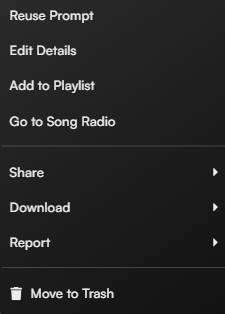 Reuse Prompt
Edit Details
Add to Playlist
Go to Song Radio
Share
Download
Report
Move to Trash